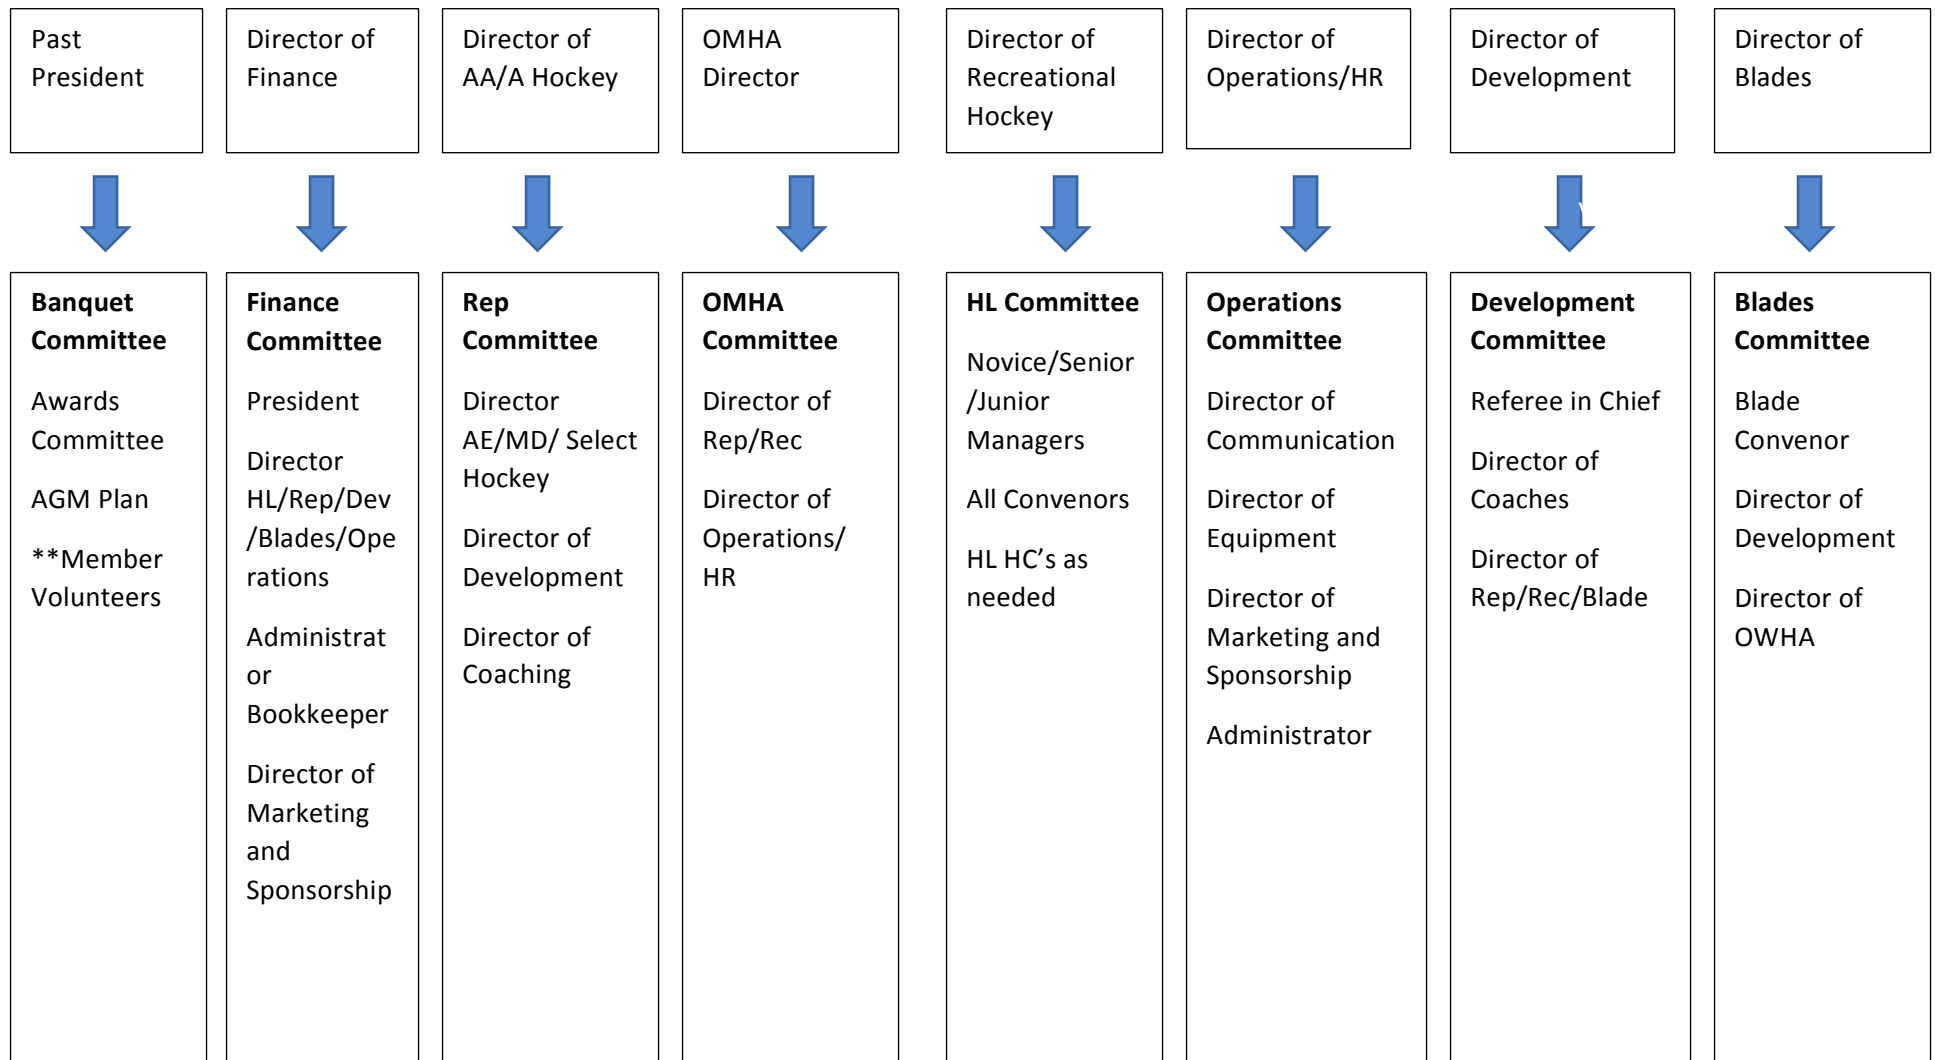 Past
President
Director of
Finance
Director of
AA/A Hockey
OMHA
Director
Director of
Recreational
Hockey
Director of
Operations/HR
Director of
Development
Director of
Blades
Banquet
Committee
Awards
Committee
AGM Plan
**Member
Volunteers
Finance
Committee
President
Director
HL/Rep/Dev
/Blades/Ope
rations
Administrat
or
Bookkeeper
Director of
Marketing
and
Sponsorship
Rep
Committee
Director
AE/MD/ Select
Hockey
Director of
Development
Director of
Coaching
OMHA
Committee
Director of
Rep/Rec
Director of
Operations/
HR
HL Committee
Novice/Senior
/Junior
Managers
All Convenors
HL HC’s as
needed
Operations
Committee
Director of
Communication
Director of
Equipment
Director of
Marketing and
Sponsorship
Administrator
Development
Committee
Referee in Chief
Director of
Coaches
Director of
Rep/Rec/Blade
Blades
Committee
Blade
Convenor
Director of
Development
Director of
OWHA